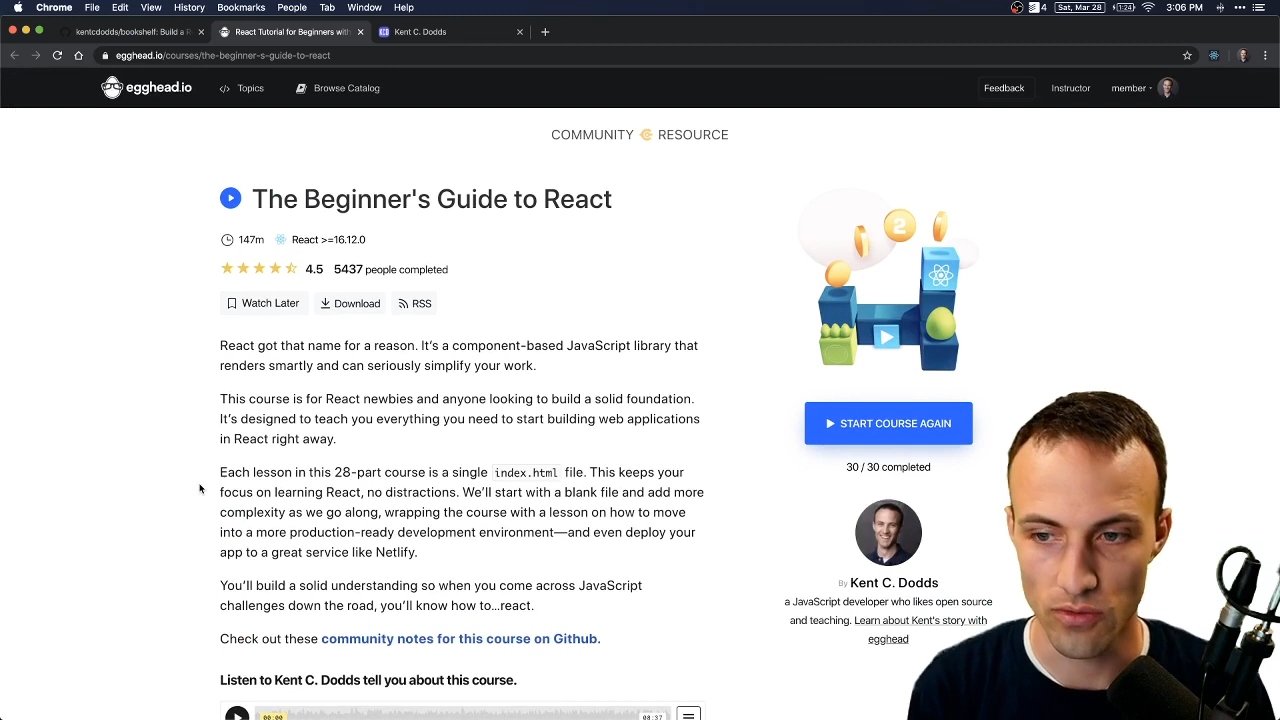 Chrome File Edit View History Bookmarks People Tab Window Help 4 Sat, Mar 28 1:24 3:06 PM
kentcdodds/bookshelf: Build a R React Tutorial for Beginners with Kent C. Dodds
egghead.io/courses/the-beginner-s-guide-to-react
egghead.io Topics Browse Catalog Feedback Instructor member
COMMUNITY RESOURCE
The Beginner's Guide to React
147m React >=16.12.0
4.5 5437 people completed
Watch Later Download RSS
React got that name for a reason. It’s a component-based JavaScript library that
renders smartly and can seriously simplify your work.
This course is for React newbies and anyone looking to build a solid foundation.
It’s designed to teach you everything you need to start building web applications
in React right away.
Each lesson in this 28-part course is a single index.html file. This keeps your
focus on learning React, no distractions. We’ll start with a blank file and add more
complexity as we go along, wrapping the course with a lesson on how to move
into a more production-ready development environment—and even deploy your
app to a great service like Netlify.
You’ll build a solid understanding so when you come across JavaScript
challenges down the road, you’ll know how to…react.
Check out these community notes for this course on Github.
Listen to Kent C. Dodds tell you about this course.
00:00 08:37
2
START COURSE AGAIN
30 / 30 completed
By Kent C. Dodds
a JavaScript developer who likes open source
and teaching. Learn about Kent's story with
egghead